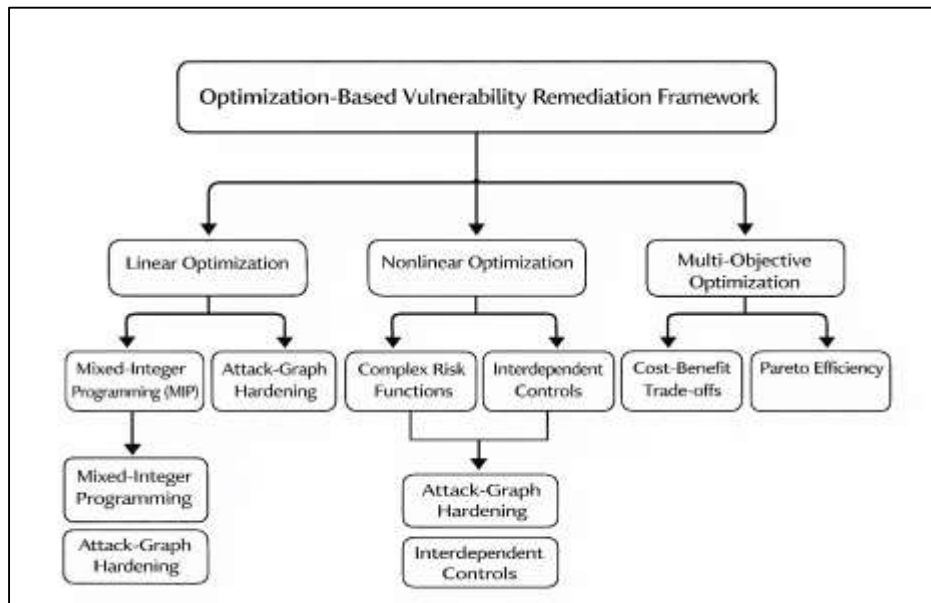 Optimization-Based Vulnerability Remediation Framework
Linear Optimization
Nonlinear Optimization
Multi-Objective
Optimization
Mixed-Integer
Programming (MIP)
Attack-Graph
Hardening
Complex Risk
Functions
Interdependent
Controls
Cost-Benefit
Trade-offs
Pareto Efficiency
Mixed-Integer
Programming
Attack-Graph
Hardening
Attack-Graph
Hardening
Interdependent
Controls